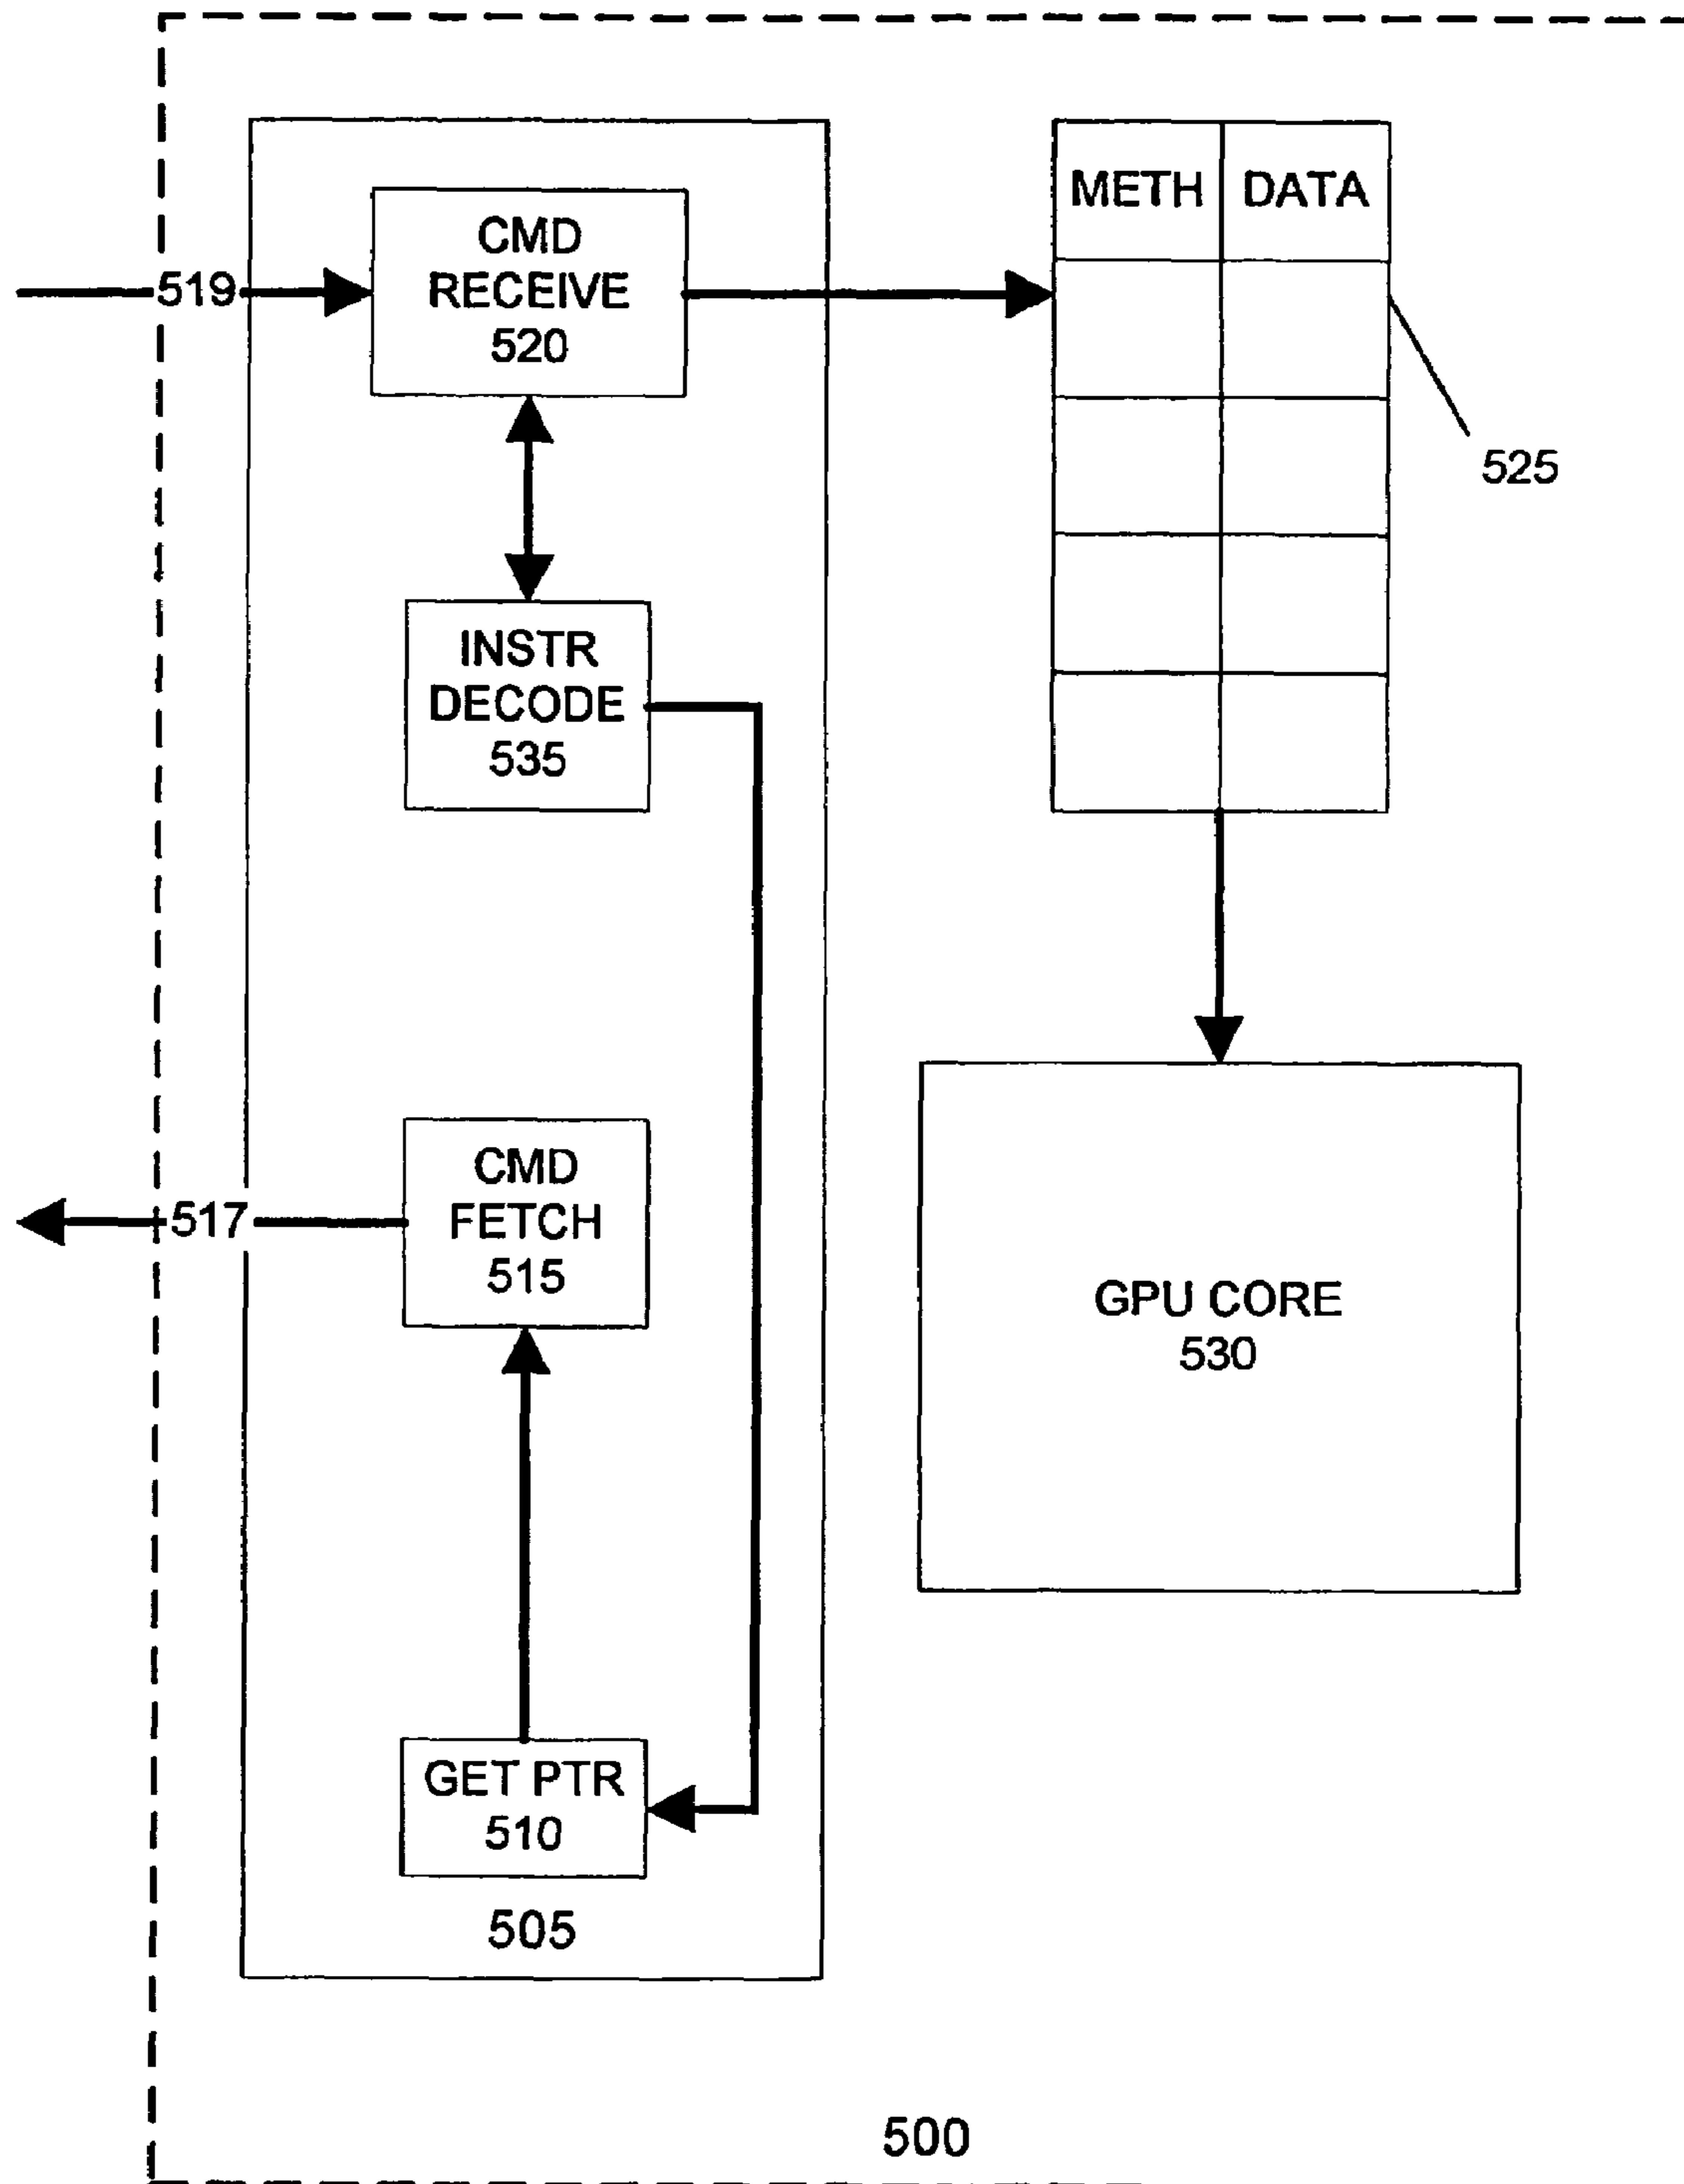 CMD
RECEIVE
520
METH
DATA
519
525
INSTR
DECODE
535
CMD
FETCH
515
517
GPU CORE
530
GET PTR
510
505
500